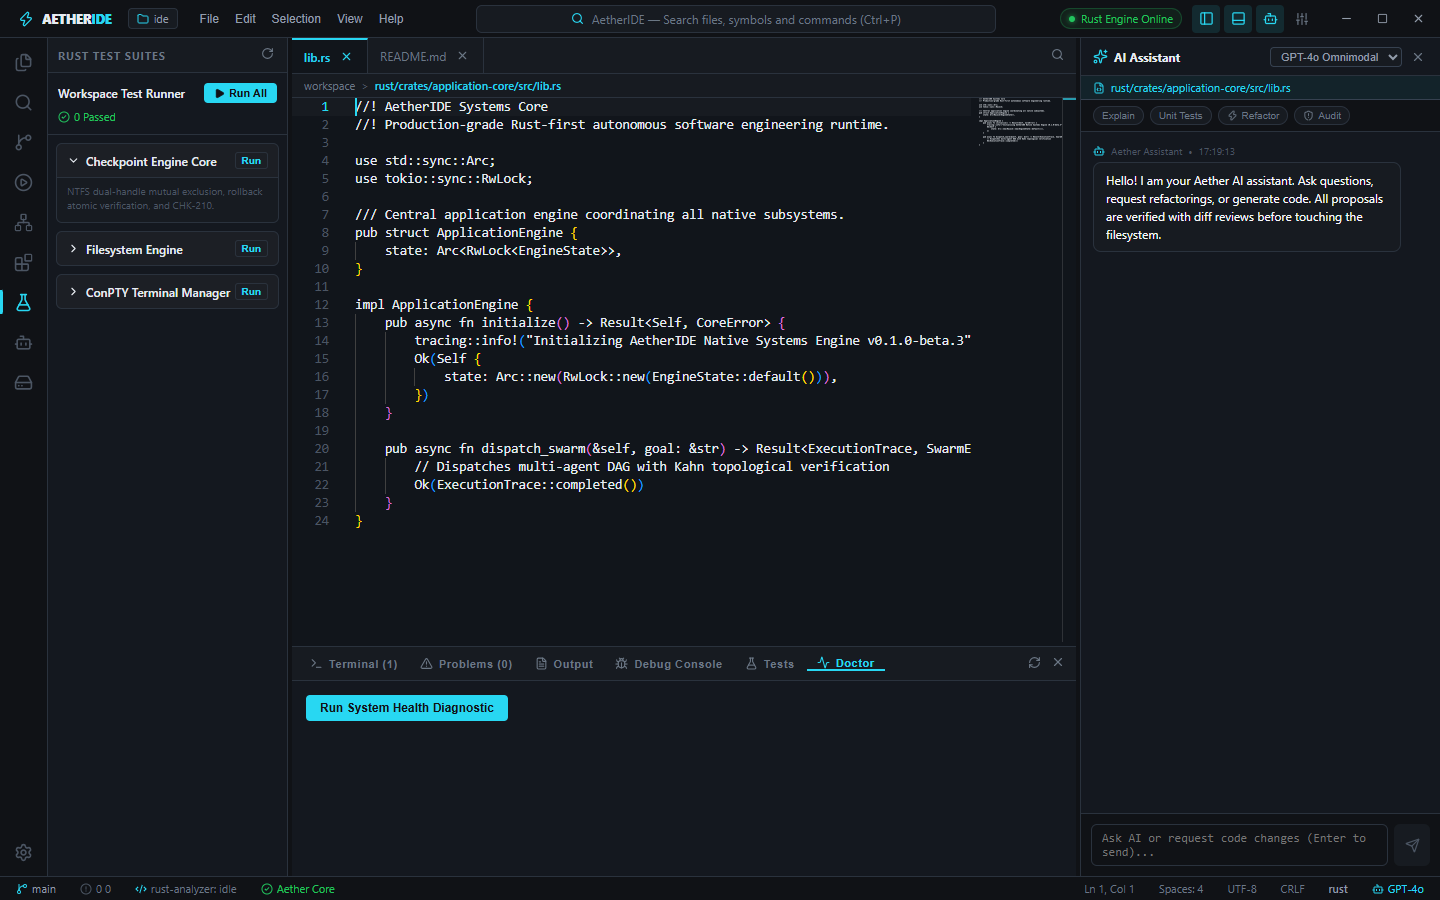 AETHERIDE
ide
File Edit Selection View Help
AetherIDE — Search files, symbols and commands (Ctrl+P)
Rust Engine Online
RUST TEST SUITES
Workspace Test Runner
Run All
0 Passed
Checkpoint Engine Core
Run
NTFS dual-handle mutual exclusion, rollback
atomic verification, and CHK-210.
Filesystem Engine
Run
ConPTY Terminal Manager
Run
lib.rs
README.md
workspace > rust/crates/application-core/src/lib.rs
1 //! AetherIDE Systems Core
2 //! Production-grade Rust-first autonomous software engineering runtime.
3
4 use std::sync::Arc;
5 use tokio::sync::RwLock;
6
7 /// Central application engine coordinating all native subsystems.
8 pub struct ApplicationEngine {
9     state: Arc<RwLock<EngineState>>,
10 }
11
12 impl ApplicationEngine {
13     pub async fn initialize() -> Result<Self, CoreError> {
14         tracing::info!("Initializing AetherIDE Native Systems Engine v0.1.0-beta.3"
15         Ok(Self {
16             state: Arc::new(RwLock::new(EngineState::default())),
17         })
18     }
19
20     pub async fn dispatch_swarm(&self, goal: &str) -> Result<ExecutionTrace, SwarmE
21         // Dispatches multi-agent DAG with Kahn topological verification
22         Ok(ExecutionTrace::completed())
23     }
24 }
Terminal (1)
Problems (0)
Output
Debug Console
Tests
Doctor
Run System Health Diagnostic
AI Assistant
GPT-4o Omnimodal
rust/crates/application-core/src/lib.rs
Explain
Unit Tests
Refactor
Audit
Aether Assistant • 17:19:13
Hello! I am your Aether AI assistant. Ask questions,
request refactorings, or generate code. All proposals
are verified with diff reviews before touching the
filesystem.
Ask AI or request code changes (Enter to
send)...
main
0 0
rust-analyzer: idle
Aether Core
Ln 1, Col 1
Spaces: 4
UTF-8
CRLF
rust
GPT-4o